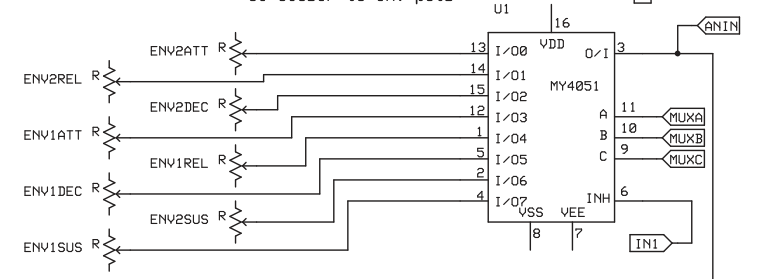 U1
16
ENV2ATT R
13 I/O0 VDD O/I 3
ANIN
ENV2REL R
14 I/O1
MY4051
ENV2DEC R
15 I/O2
ENV1ATT R
12 I/O3 A 11 MUXA
ENV1REL R
1 I/O4 B 10 MUXB
ENV1DEC R
5 I/O5 C 9 MUXC
ENV2SUS R
2 I/O6 INH 6
ENV1SUS R
4 I/O7
VSS VEE
8 7
IN1